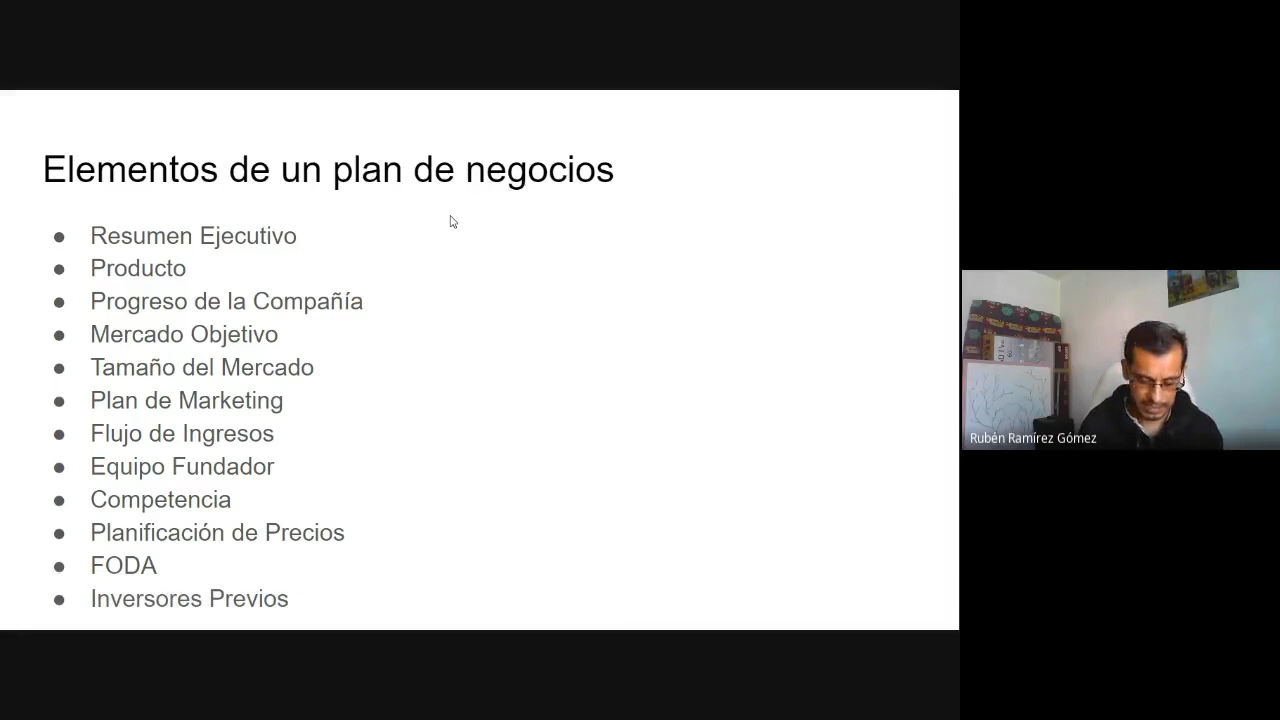 Elementos de un plan de negocios
● Resumen Ejecutivo
● Producto
● Progreso de la Compañía
● Mercado Objetivo
● Tamaño del Mercado
● Plan de Marketing
● Flujo de Ingresos
● Equipo Fundador
● Competencia
● Planificación de Precios
● FODA
● Inversores Previos
Rubén Ramírez Gómez